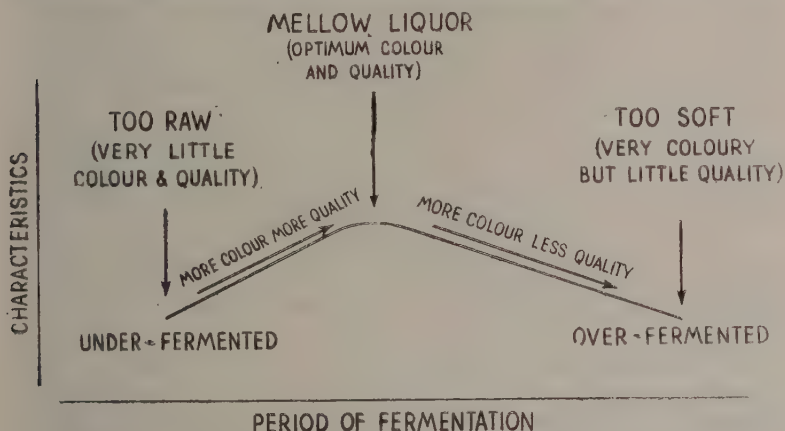 MELLOW LIQUOR
(OPTIMUM COLOUR
AND QUALITY)
TOO RAW
(VERY LITTLE
COLOUR & QUALITY)
TOO SOFT
(VERY COLOURY
BUT LITTLE QUALITY)
MORE COLOUR MORE QUALITY
MORE COLOUR LESS QUALITY
CHARACTERISTICS
UNDER-FERMENTED
OVER-FERMENTED
PERIOD OF FERMENTATION